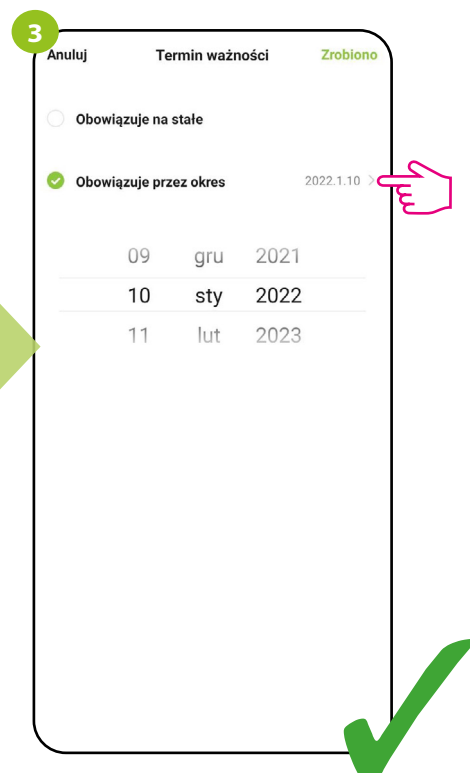 3
Anuluj Termin ważności Zrobiono
Obowiązuje na stałe
Obowiązuje przez okres 2022.1.10 >
09 gru 2021
10 sty 2022
11 lut 2023